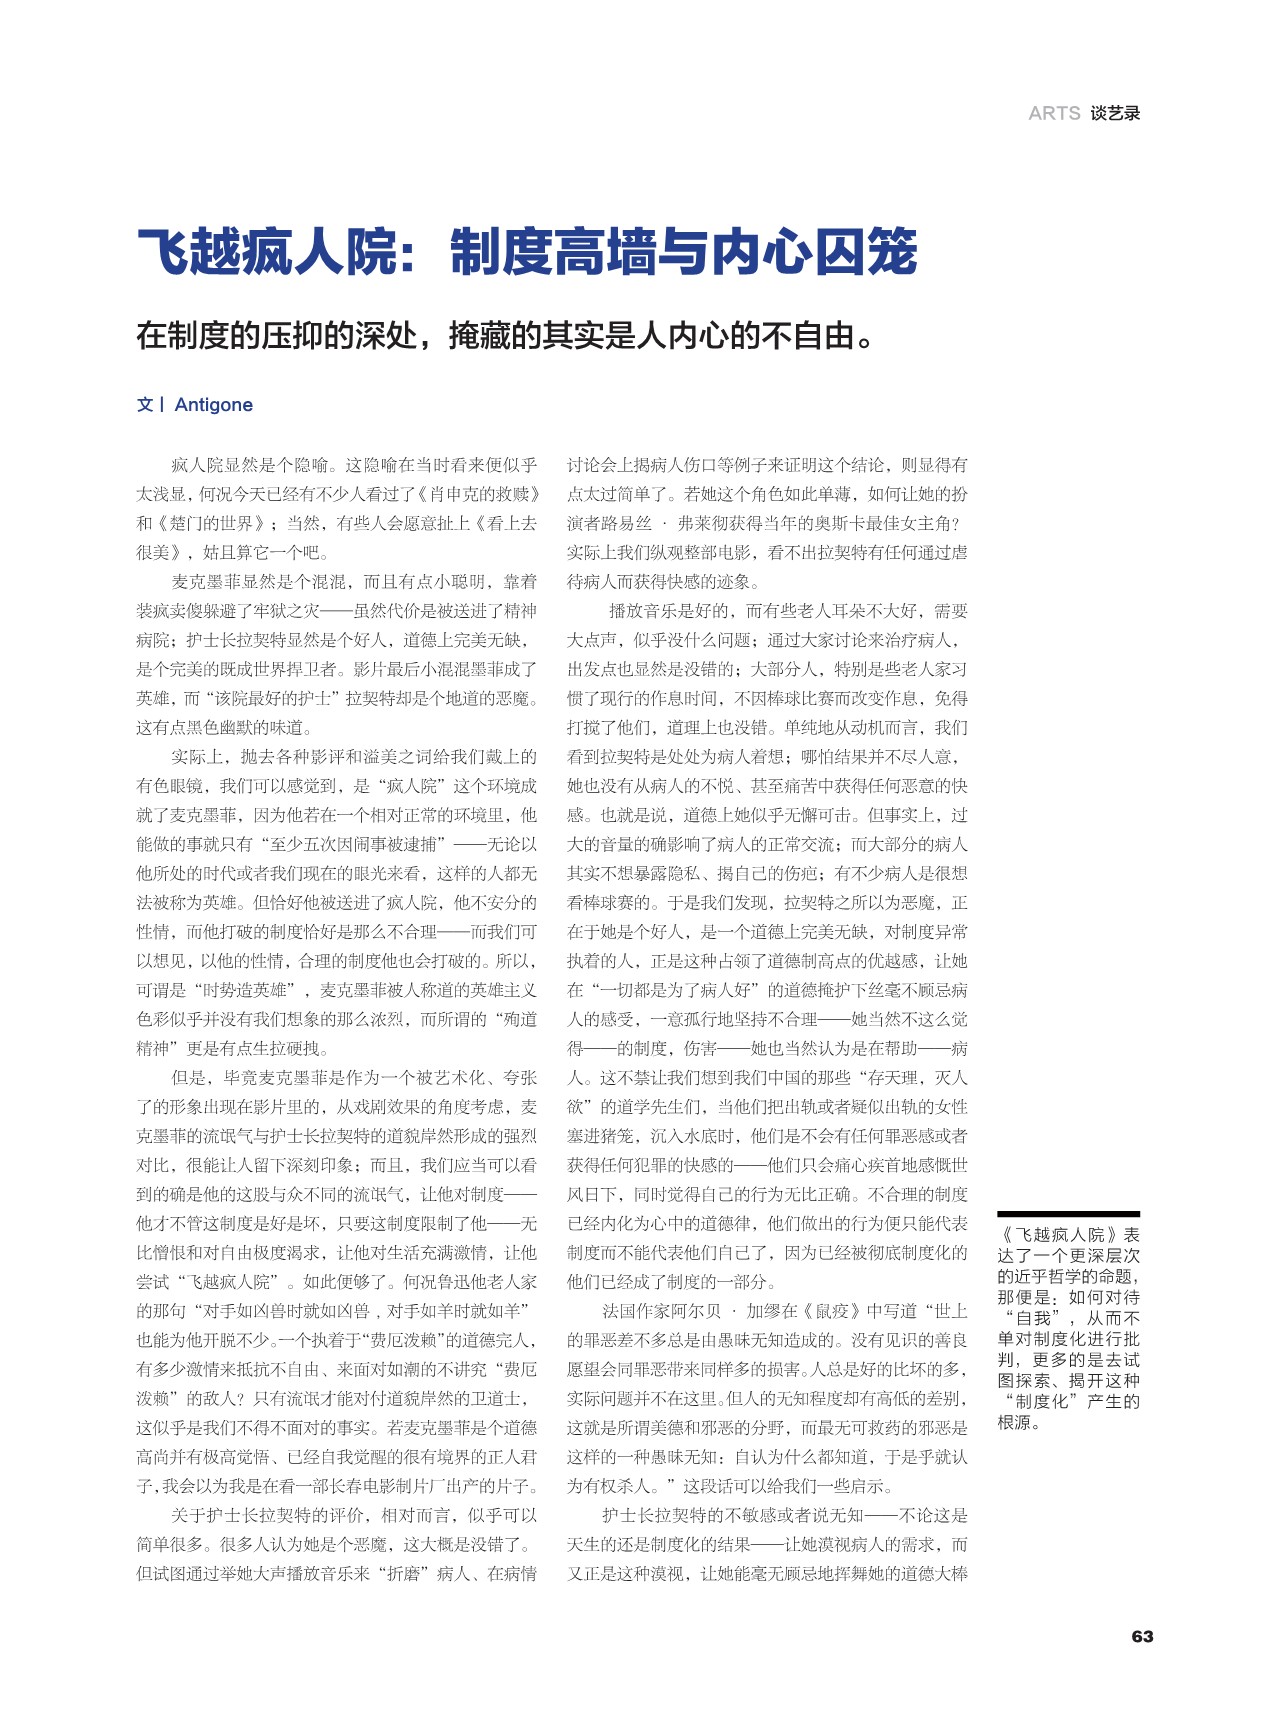 ARTS 谈艺录
飞越疯人院：制度高墙与内心囚笼
在制度的压抑的深处，掩藏的其实是人内心的不自由。
文丨 Antigone
疯人院显然是个隐喻。这隐喻在当时看来便似乎
太浅显，何况今天已经有不少人看过了《肖申克的救赎》
和《楚门的世界》；当然，有些人会愿意扯上《看上去
很美》，姑且算它一个吧。
麦克墨菲显然是个混混，而且有点小聪明，靠着
装疯卖傻躲避了牢狱之灾——虽然代价是被送进了精神
病院；护士长拉契特显然是个好人，道德上完美无缺，
是个完美的既成世界捍卫者。影片最后小混混墨菲成了
英雄，而“该院最好的护士”拉契特却是个地道的恶魔。
这有点黑色幽默的味道。
实际上，抛去各种影评和溢美之词给我们戴上的
有色眼镜，我们可以感觉到，是“疯人院”这个环境成
就了麦克墨菲，因为他若在一个相对正常的环境里，他
能做的事就只有“至少五次因闹事被逮捕”——无论以
他所处的时代或者我们现在的眼光来看，这样的人都无
法被称为英雄。但恰好他被送进了疯人院，他不安分的
性情，而他打破的制度恰好是那么不合理——而我们可
以想见，以他的性情，合理的制度他也会打破的。所以，
可谓是“时势造英雄”，麦克墨菲被人称道的英雄主义
色彩似乎并没有我们想象的那么浓烈，而所谓的“殉道
精神”更是有点生拉硬拽。
但是，毕竟麦克墨菲是作为一个被艺术化、夸张
了的形象出现在影片里的，从戏剧效果的角度考虑，麦
克墨菲的流氓气与护士长拉契特的道貌岸然形成的强烈
对比，很能让人留下深刻印象；而且，我们应当可以看
到的确是他的这股与众不同的流氓气，让他对制度——
他才不管这制度是好是坏，只要这制度限制了他——无
比憎恨和对自由极度渴求，让他对生活充满激情，让他
尝试“飞越疯人院”。如此便够了。何况鲁迅他老人家
的那句“对手如凶兽时就如凶兽 , 对手如羊时就如羊”
也能为他开脱不少。一个执着于“费厄泼赖”的道德完人，
有多少激情来抵抗不自由、来面对如潮的不讲究“费厄
泼赖”的敌人？只有流氓才能对付道貌岸然的卫道士，
这似乎是我们不得不面对的事实。若麦克墨菲是个道德
高尚并有极高觉悟、已经自我觉醒的很有境界的正人君
子，我会以为我是在看一部长春电影制片厂出产的片子。
关于护士长拉契特的评价，相对而言，似乎可以
简单很多。很多人认为她是个恶魔，这大概是没错了。
但试图通过举她大声播放音乐来“折磨”病人、在病情
讨论会上揭病人伤口等例子来证明这个结论，则显得有
点太过简单了。若她这个角色如此单薄，如何让她的扮
演者路易丝 · 弗莱彻获得当年的奥斯卡最佳女主角？
实际上我们纵观整部电影，看不出拉契特有任何通过虐
待病人而获得快感的迹象。
播放音乐是好的，而有些老人耳朵不大好，需要
大点声，似乎没什么问题；通过大家讨论来治疗病人，
出发点也显然是没错的；大部分人，特别是些老人家习
惯了现行的作息时间，不因棒球比赛而改变作息，免得
打搅了他们，道理上也没错。单纯地从动机而言，我们
看到拉契特是处处为病人着想；哪怕结果并不尽人意，
她也没有从病人的不悦、甚至痛苦中获得任何恶意的快
感。也就是说，道德上她似乎无懈可击。但事实上，过
大的音量的确影响了病人的正常交流；而大部分的病人
其实不想暴露隐私、揭自己的伤疤；有不少病人是很想
看棒球赛的。于是我们发现，拉契特之所以为恶魔，正
在于她是个好人，是一个道德上完美无缺，对制度异常
执着的人，正是这种占领了道德制高点的优越感，让她
在“一切都是为了病人好”的道德掩护下丝毫不顾忌病
人的感受，一意孤行地坚持不合理——她当然不这么觉
得——的制度，伤害——她也当然认为是在帮助——病
人。这不禁让我们想到我们中国的那些“存天理，灭人
欲”的道学先生们，当他们把出轨或者疑似出轨的女性
塞进猪笼，沉入水底时，他们是不会有任何罪恶感或者
获得任何犯罪的快感的——他们只会痛心疾首地感慨世
风日下，同时觉得自己的行为无比正确。不合理的制度
已经内化为心中的道德律，他们做出的行为便只能代表
制度而不能代表他们自己了，因为已经被彻底制度化的
他们已经成了制度的一部分。
法国作家阿尔贝 · 加缪在《鼠疫》中写道“世上
的罪恶差不多总是由愚昧无知造成的。没有见识的善良
愿望会同罪恶带来同样多的损害。人总是好的比坏的多，
实际问题并不在这里。但人的无知程度却有高低的差别，
这就是所谓美德和邪恶的分野，而最无可救药的邪恶是
这样的一种愚昧无知：自认为什么都知道，于是乎就认
为有权杀人。”这段话可以给我们一些启示。
护士长拉契特的不敏感或者说无知——不论这是
天生的还是制度化的结果——让她漠视病人的需求，而
又正是这种漠视，让她能毫无顾忌地挥舞她的道德大棒
《飞越疯人院》表
达了一个更深层次
的近乎哲学的命题，
那便是：如何对待
“自我”，从而不
单对制度化进行批
判，更多的是去试
图探索、揭开这种
“制度化”产生的
根源。
63